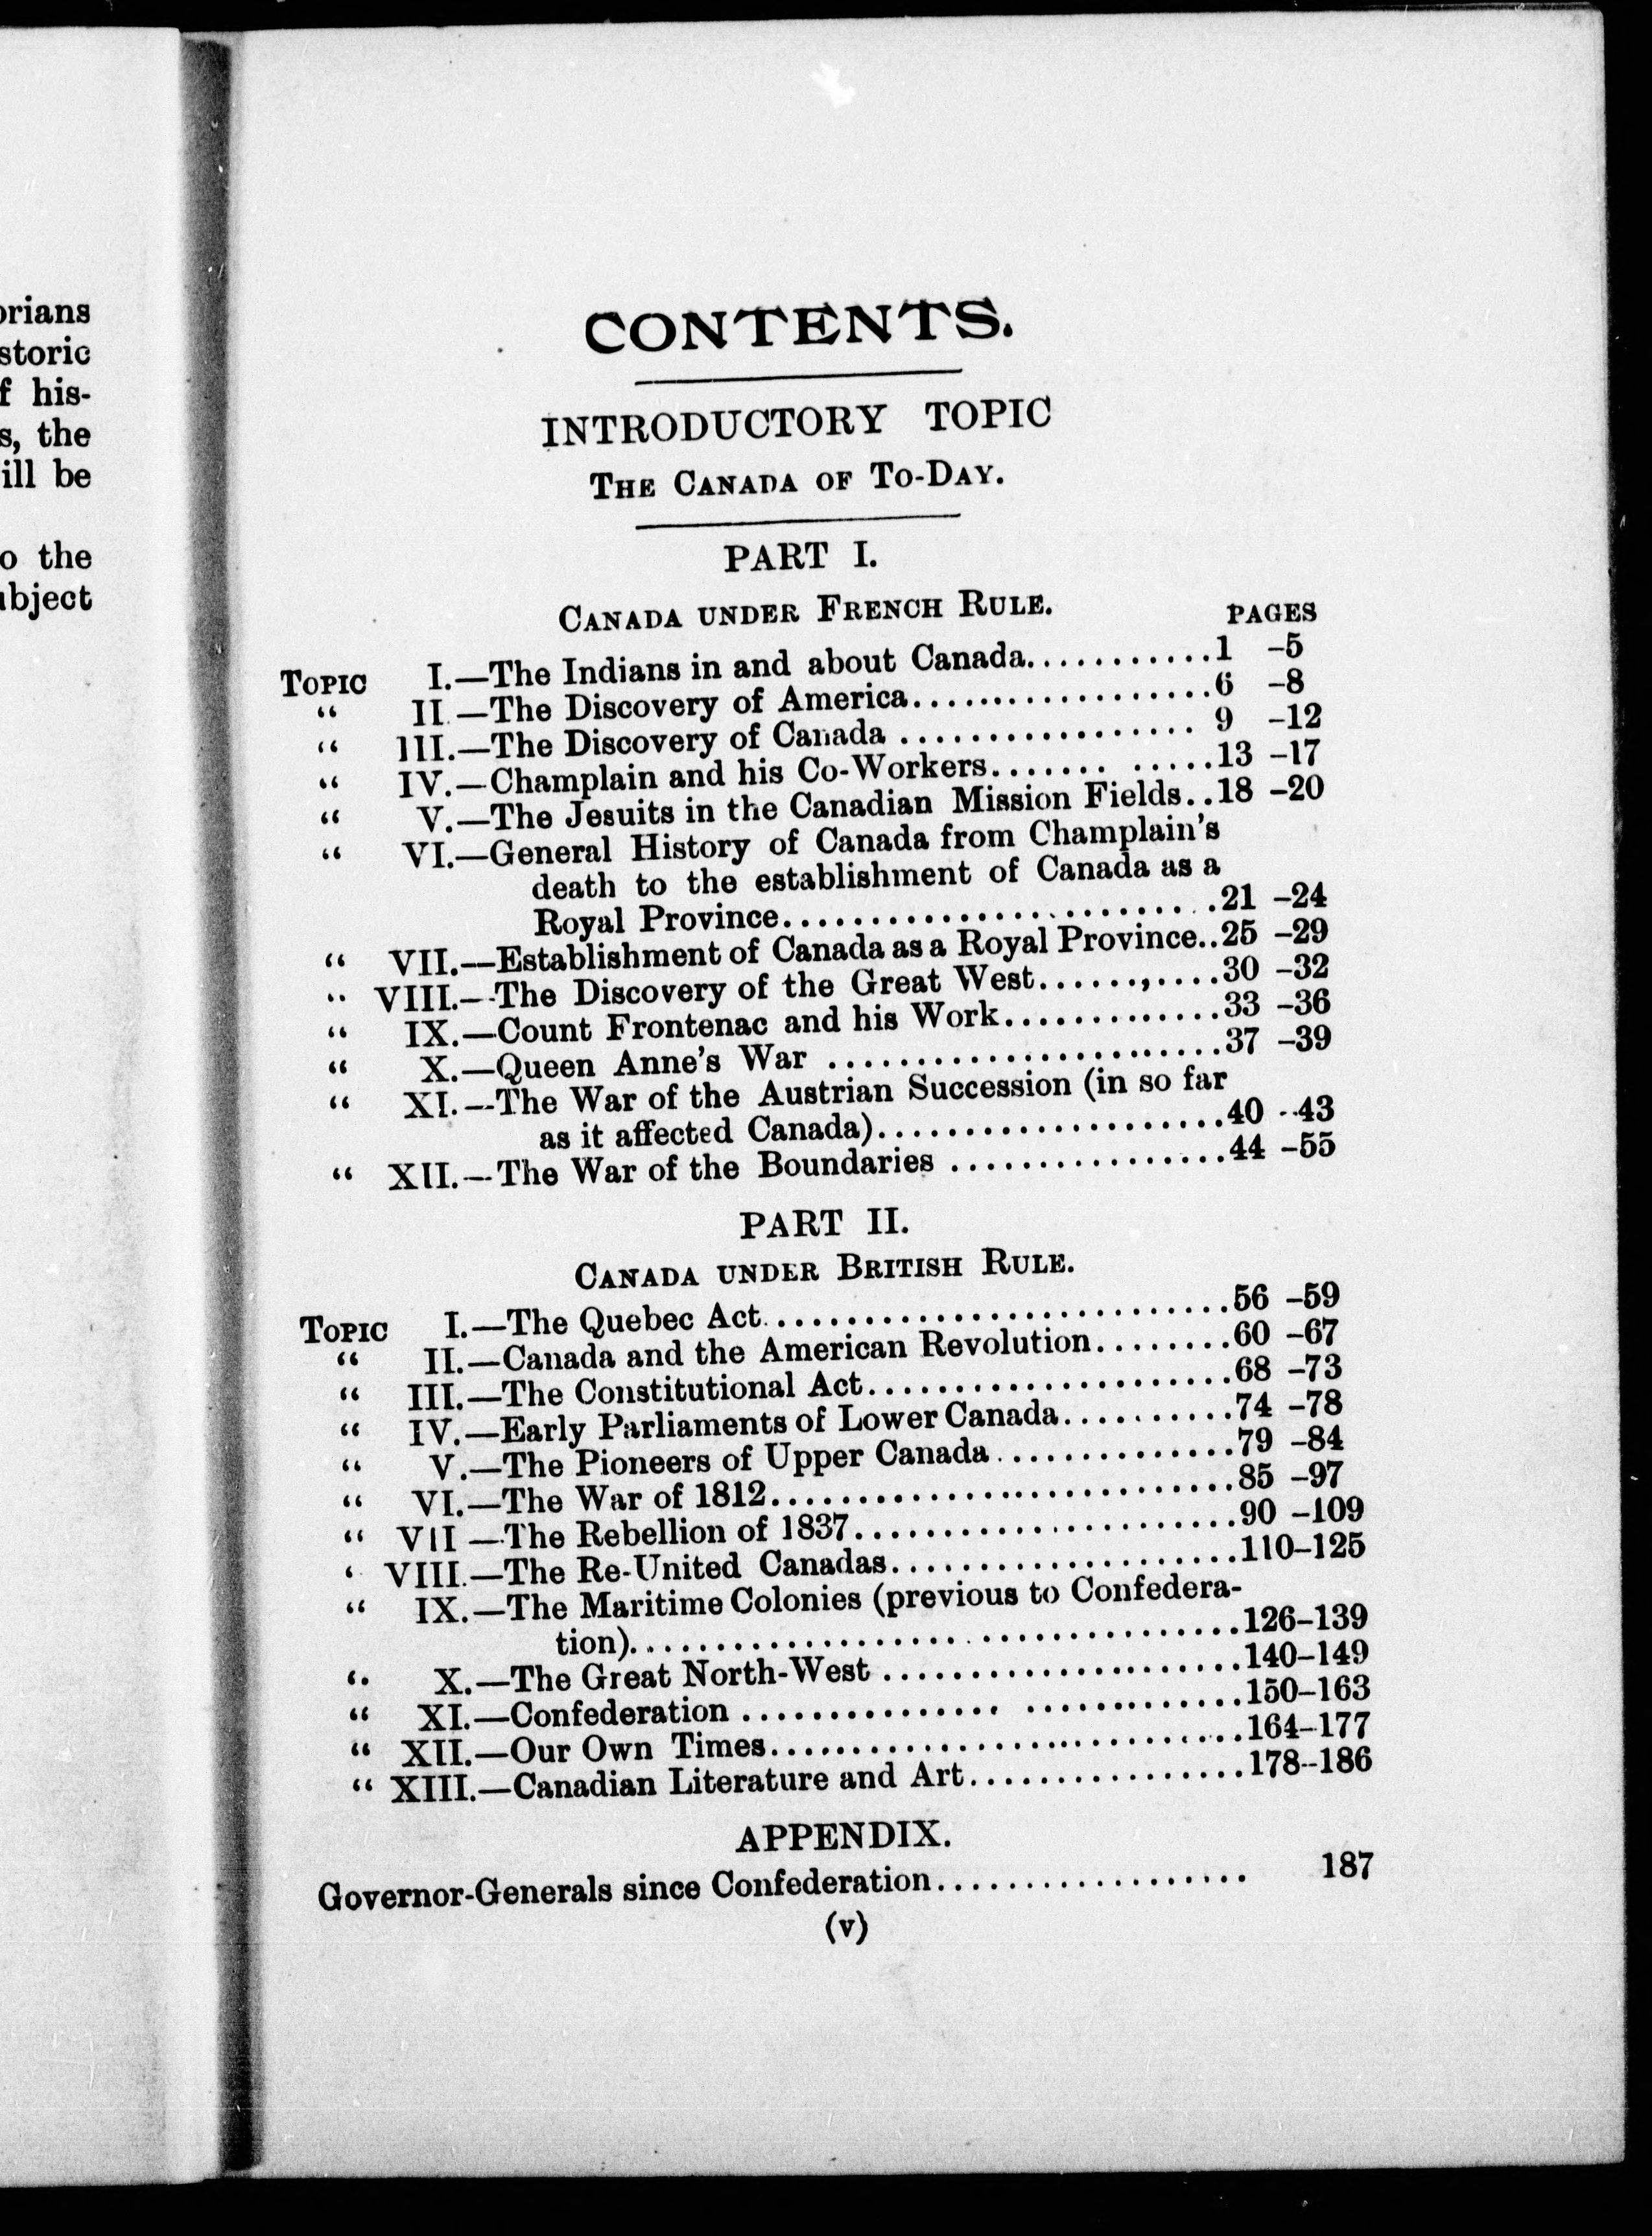 orians
storic
f his-
s, the
ill be
o the
bject
CONTENTS.
INTRODUCTORY TOPIC
THE CANADA OF TO-DAY.
PART I.
CANADA UNDER FRENCH RULE.
PAGES
TOPIC I.—The Indians in and about Canada...........1 -5
“ II.—The Discovery of America..................6 -8
“ III.—The Discovery of Canada ................. 9 -12
“ IV.—Champlain and his Co-Workers....... .....13 -17
“ V.—The Jesuits in the Canadian Mission Fields..18 -20
“ VI.—General History of Canada from Champlain's
death to the establishment of Canada as a
Royal Province.........................21 -24
“ VII.—Establishment of Canada as a Royal Province..25 -29
“ VIII.—The Discovery of the Great West......,....30 -32
“ IX.—Count Frontenac and his Work.............33 -36
“ X.—Queen Anne's War .......................37 -39
“ XI.—The War of the Austrian Succession (in so far
as it affected Canada)....................40 -43
“ XII.—The War of the Boundaries ................44 -55
PART II.
CANADA UNDER BRITISH RULE.
TOPIC I.—The Quebec Act...........................56 -59
“ II.—Canada and the American Revolution........60 -67
“ III.—The Constitutional Act.....................68 -73
“ IV.—Early Parliaments of Lower Canada..........74 -78
“ V.—The Pioneers of Upper Canada..............79 -84
“ VI.—The War of 1812...........................85 -97
“ VII —The Rebellion of 1837......................90 -109
‘ VIII.—The Re-United Canadas....................110-125
“ IX.—The Maritime Colonies (previous to Confedera-
tion)...................................126-139
“ X.—The Great North-West .....................140-149
“ XI.—Confederation ............... .............150-163
“ XII.—Our Own Times...........................164-177
“ XIII.—Canadian Literature and Art................178-186
APPENDIX.
Governor-Generals since Confederation.................. 187
(v)